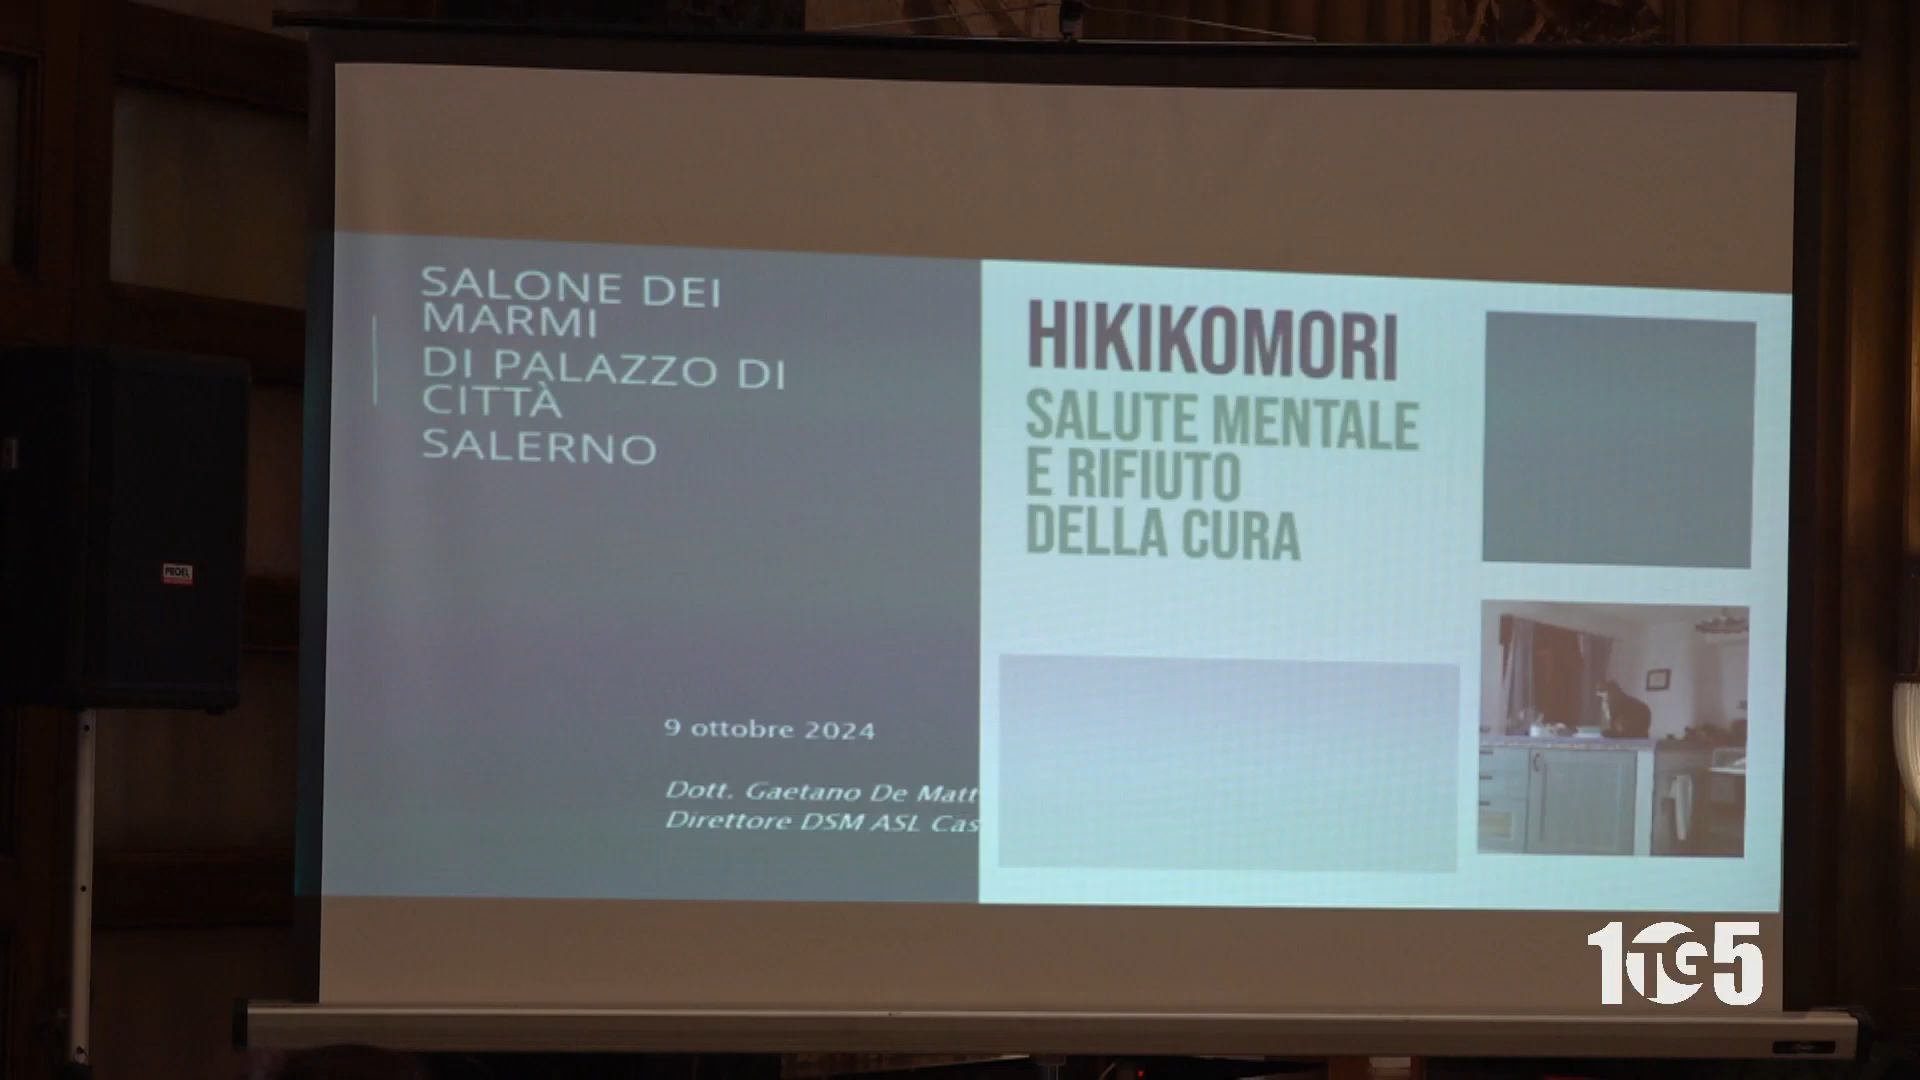 SALONE DEI
MARMI
DI PALAZZO DI
CITTÀ
SALERNO
9 ottobre 2024
Dott. Gaetano De Matt
Direttore DSM ASL Cas
HIKIKOMORI
SALUTE MENTALE
E RIFIUTO
DELLA CURA
PROEL
1TG5